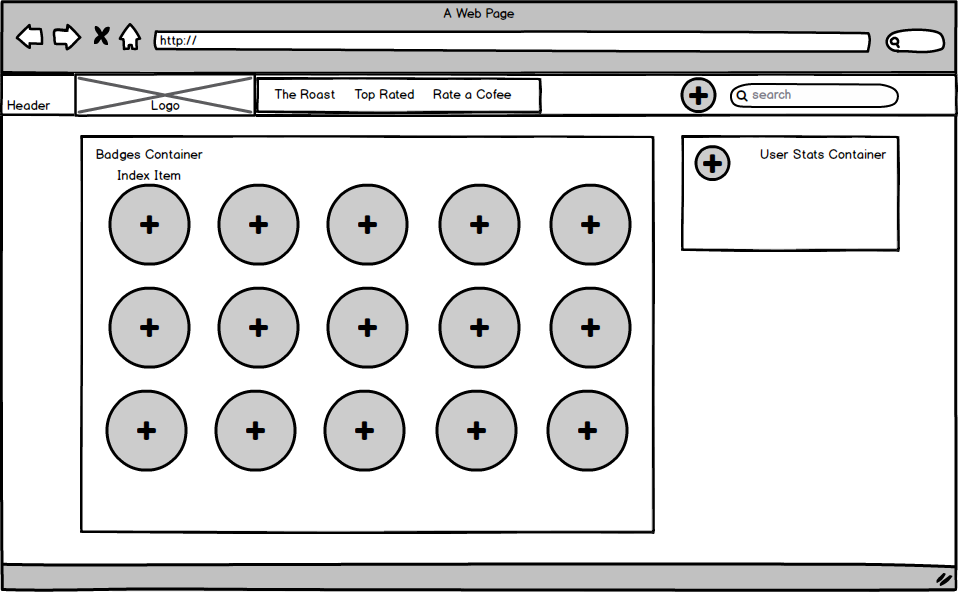 A Web Page
http://
Header
Logo
The Roast Top Rated Rate a Cofee
search
Badges Container
Index Item
User Stats Container